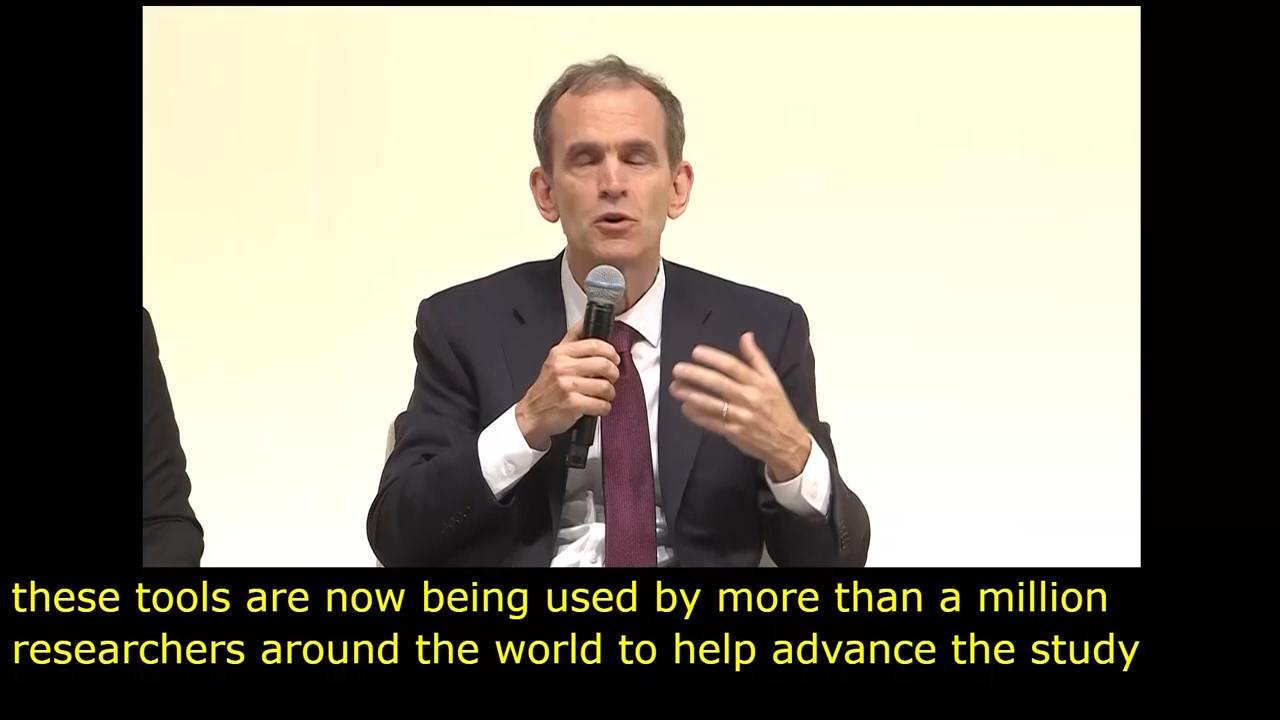 these tools are now being used by more than a million
researchers around the world to help advance the study